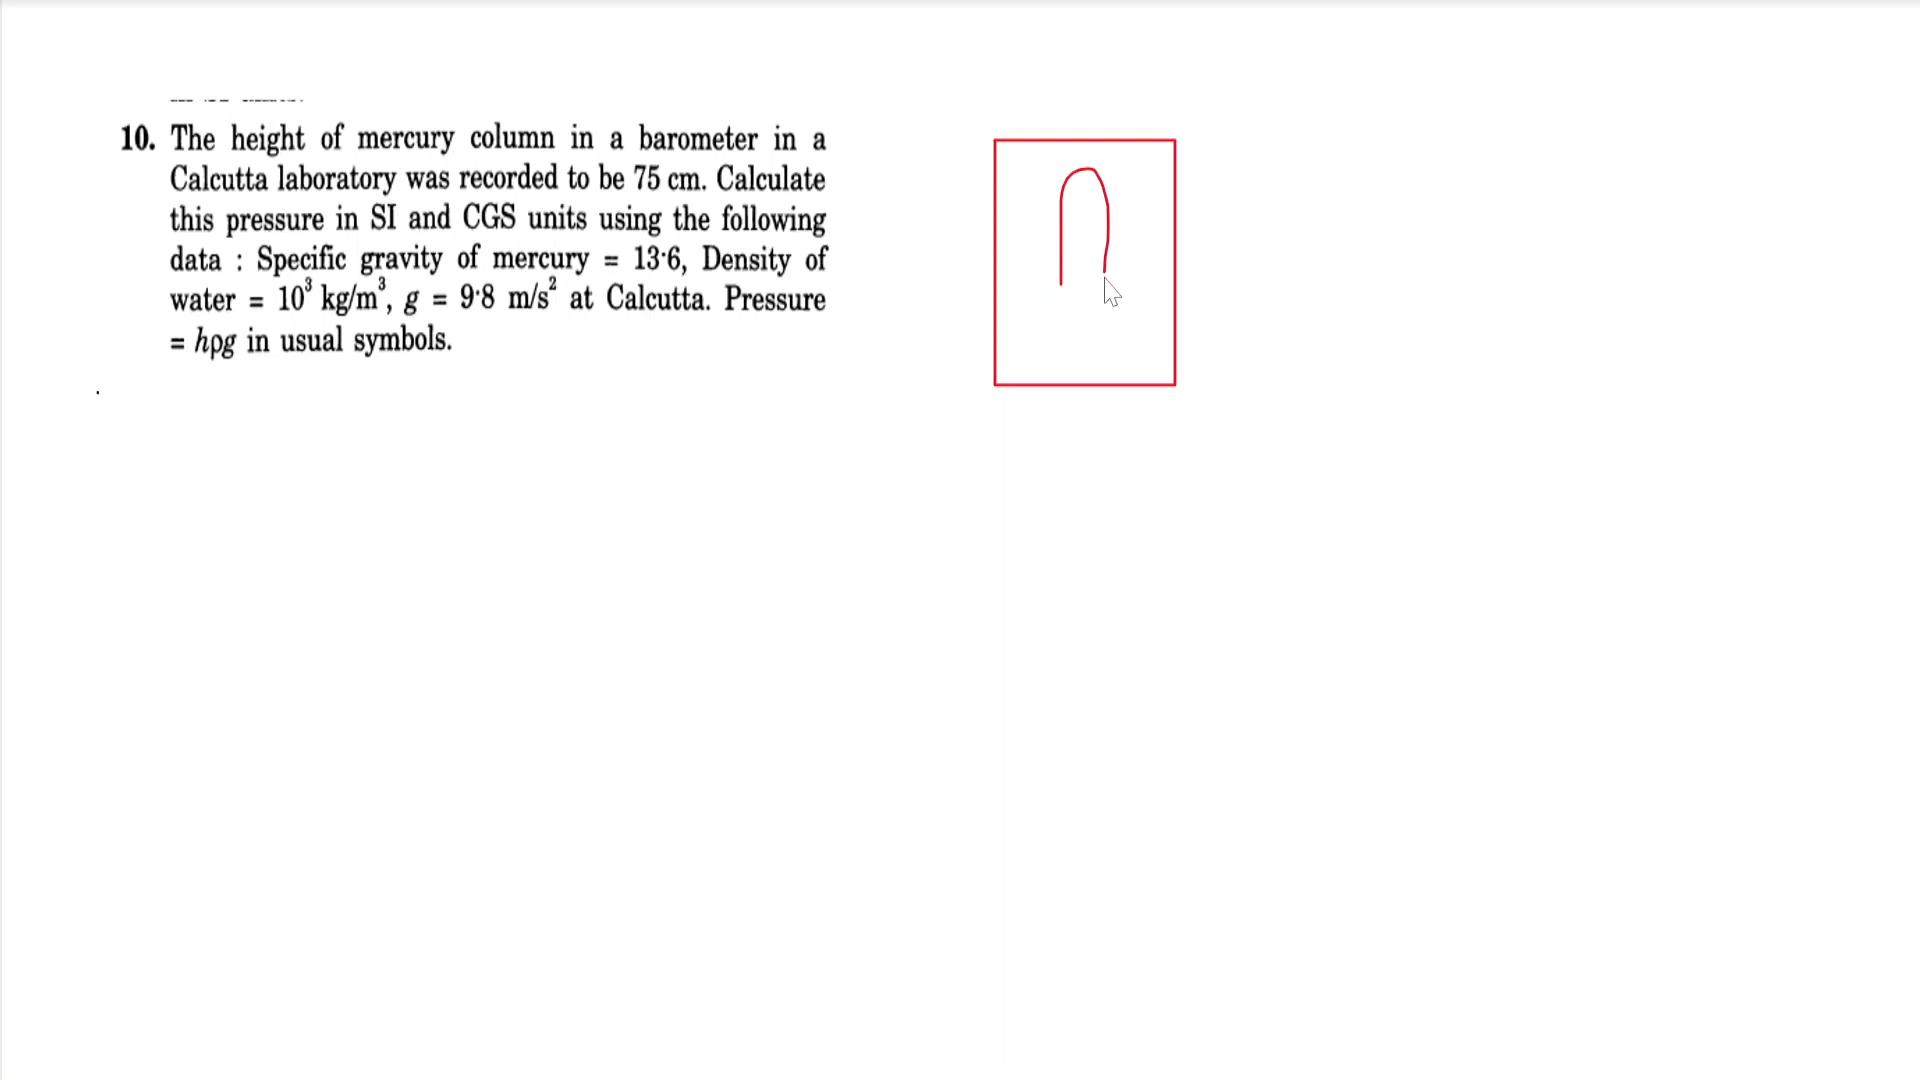 10. The height of mercury column in a barometer in a
Calcutta laboratory was recorded to be 75 cm. Calculate
this pressure in SI and CGS units using the following
data : Specific gravity of mercury = 13·6, Density of
water = 10³ kg/m³, g = 9·8 m/s² at Calcutta. Pressure
= hρg in usual symbols.